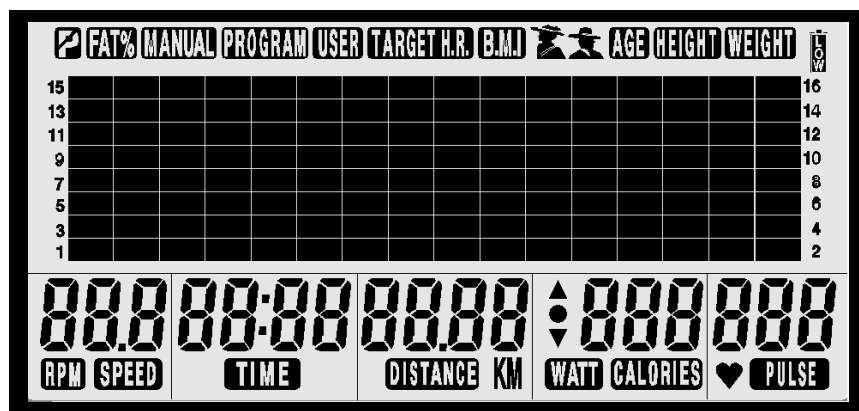 FAT% MANUAL PROGRAM USER TARGET H.R. B.M.I AGE HEIGHT WEIGHT LOW
15 16
13 14
11 12
9 10
7 8
5 6
3 4
1 2
88.8 88:88 88.88 888 888
RPM SPEED TIME DISTANCE KM WATT CALORIES PULSE